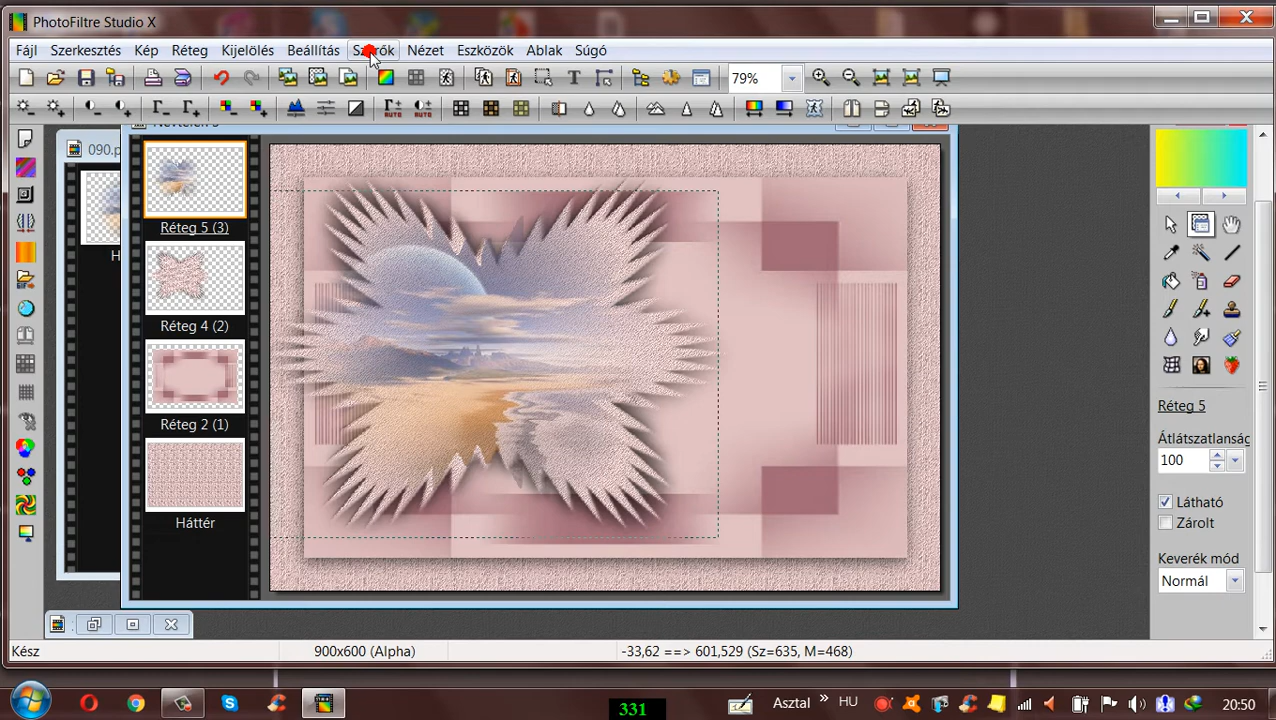 PhotoFiltre Studio X
Fájl Szerkesztés Kép Réteg Kijelölés Beállítás Szűrők Nézet Eszközök Ablak Súgó
79%
090.p
Réteg 5 (3)
Réteg 4 (2)
Réteg 2 (1)
Háttér
Réteg 5
Átlátszatlanság
100
Látható
Zárolt
Keverék mód
Normál
Kész
900x600 (Alpha)
-33,62 ==> 601,529 (Sz=635, M=468)
331
Asztal
HU
20:50